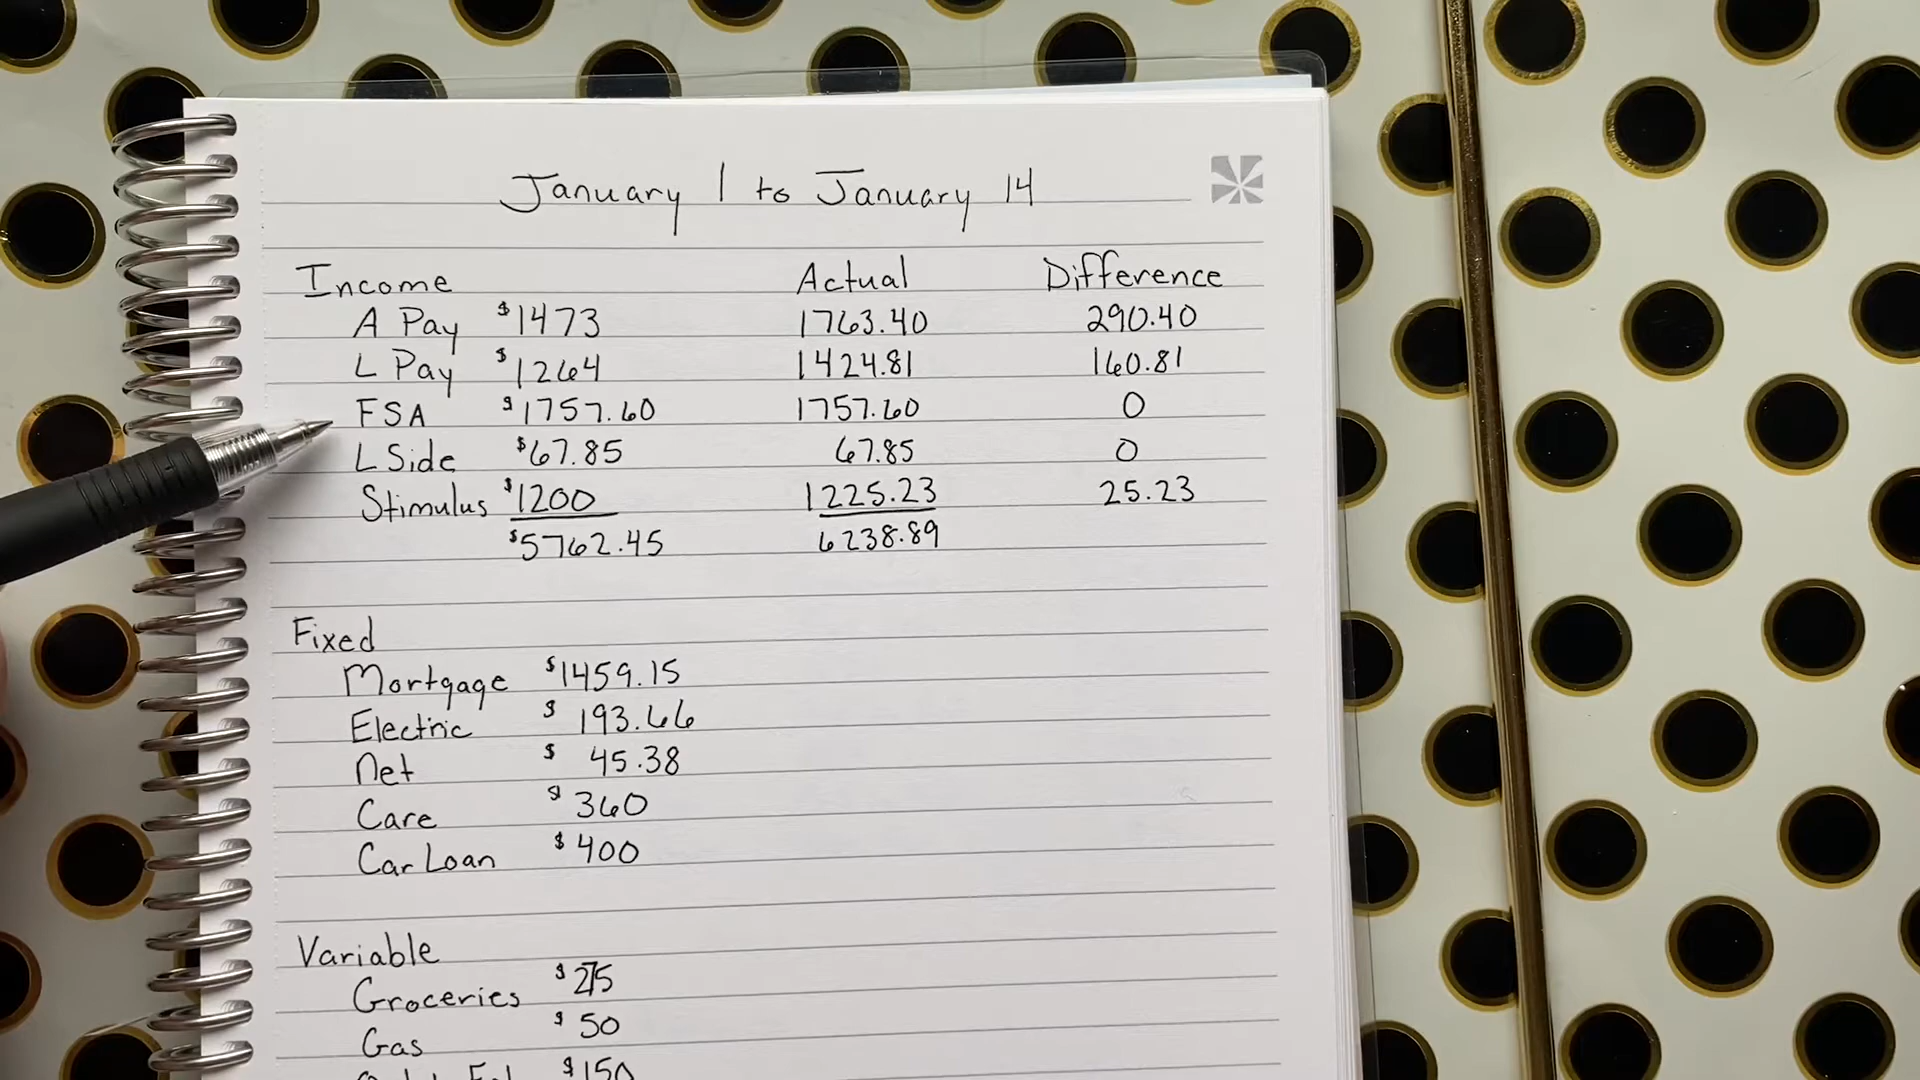 January 1 to January 14
Income Actual Difference
A Pay $1473 1763.40 290.40
L Pay $1264 1424.81 160.81
FSA $1757.60 1757.60 0
L Side $67.85 67.85 0
Stimulus $1200 1225.23 25.23
$5762.45 6238.89
Fixed
Mortgage $1459.15
Electric $193.66
Net $45.38
Care $360
Car Loan $400
Variable
Groceries $275
Gas $50
$150